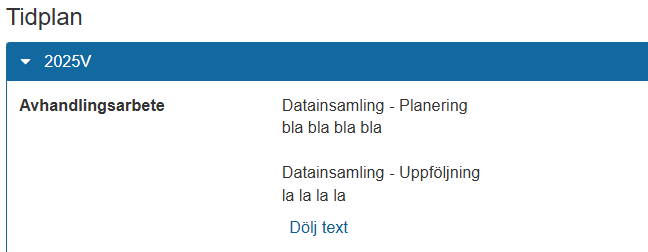 Tidplan
2025V
Avhandlingsarbete
Datainsamling - Planering
bla bla bla bla
Datainsamling - Uppföljning
la la la la
Dölj text